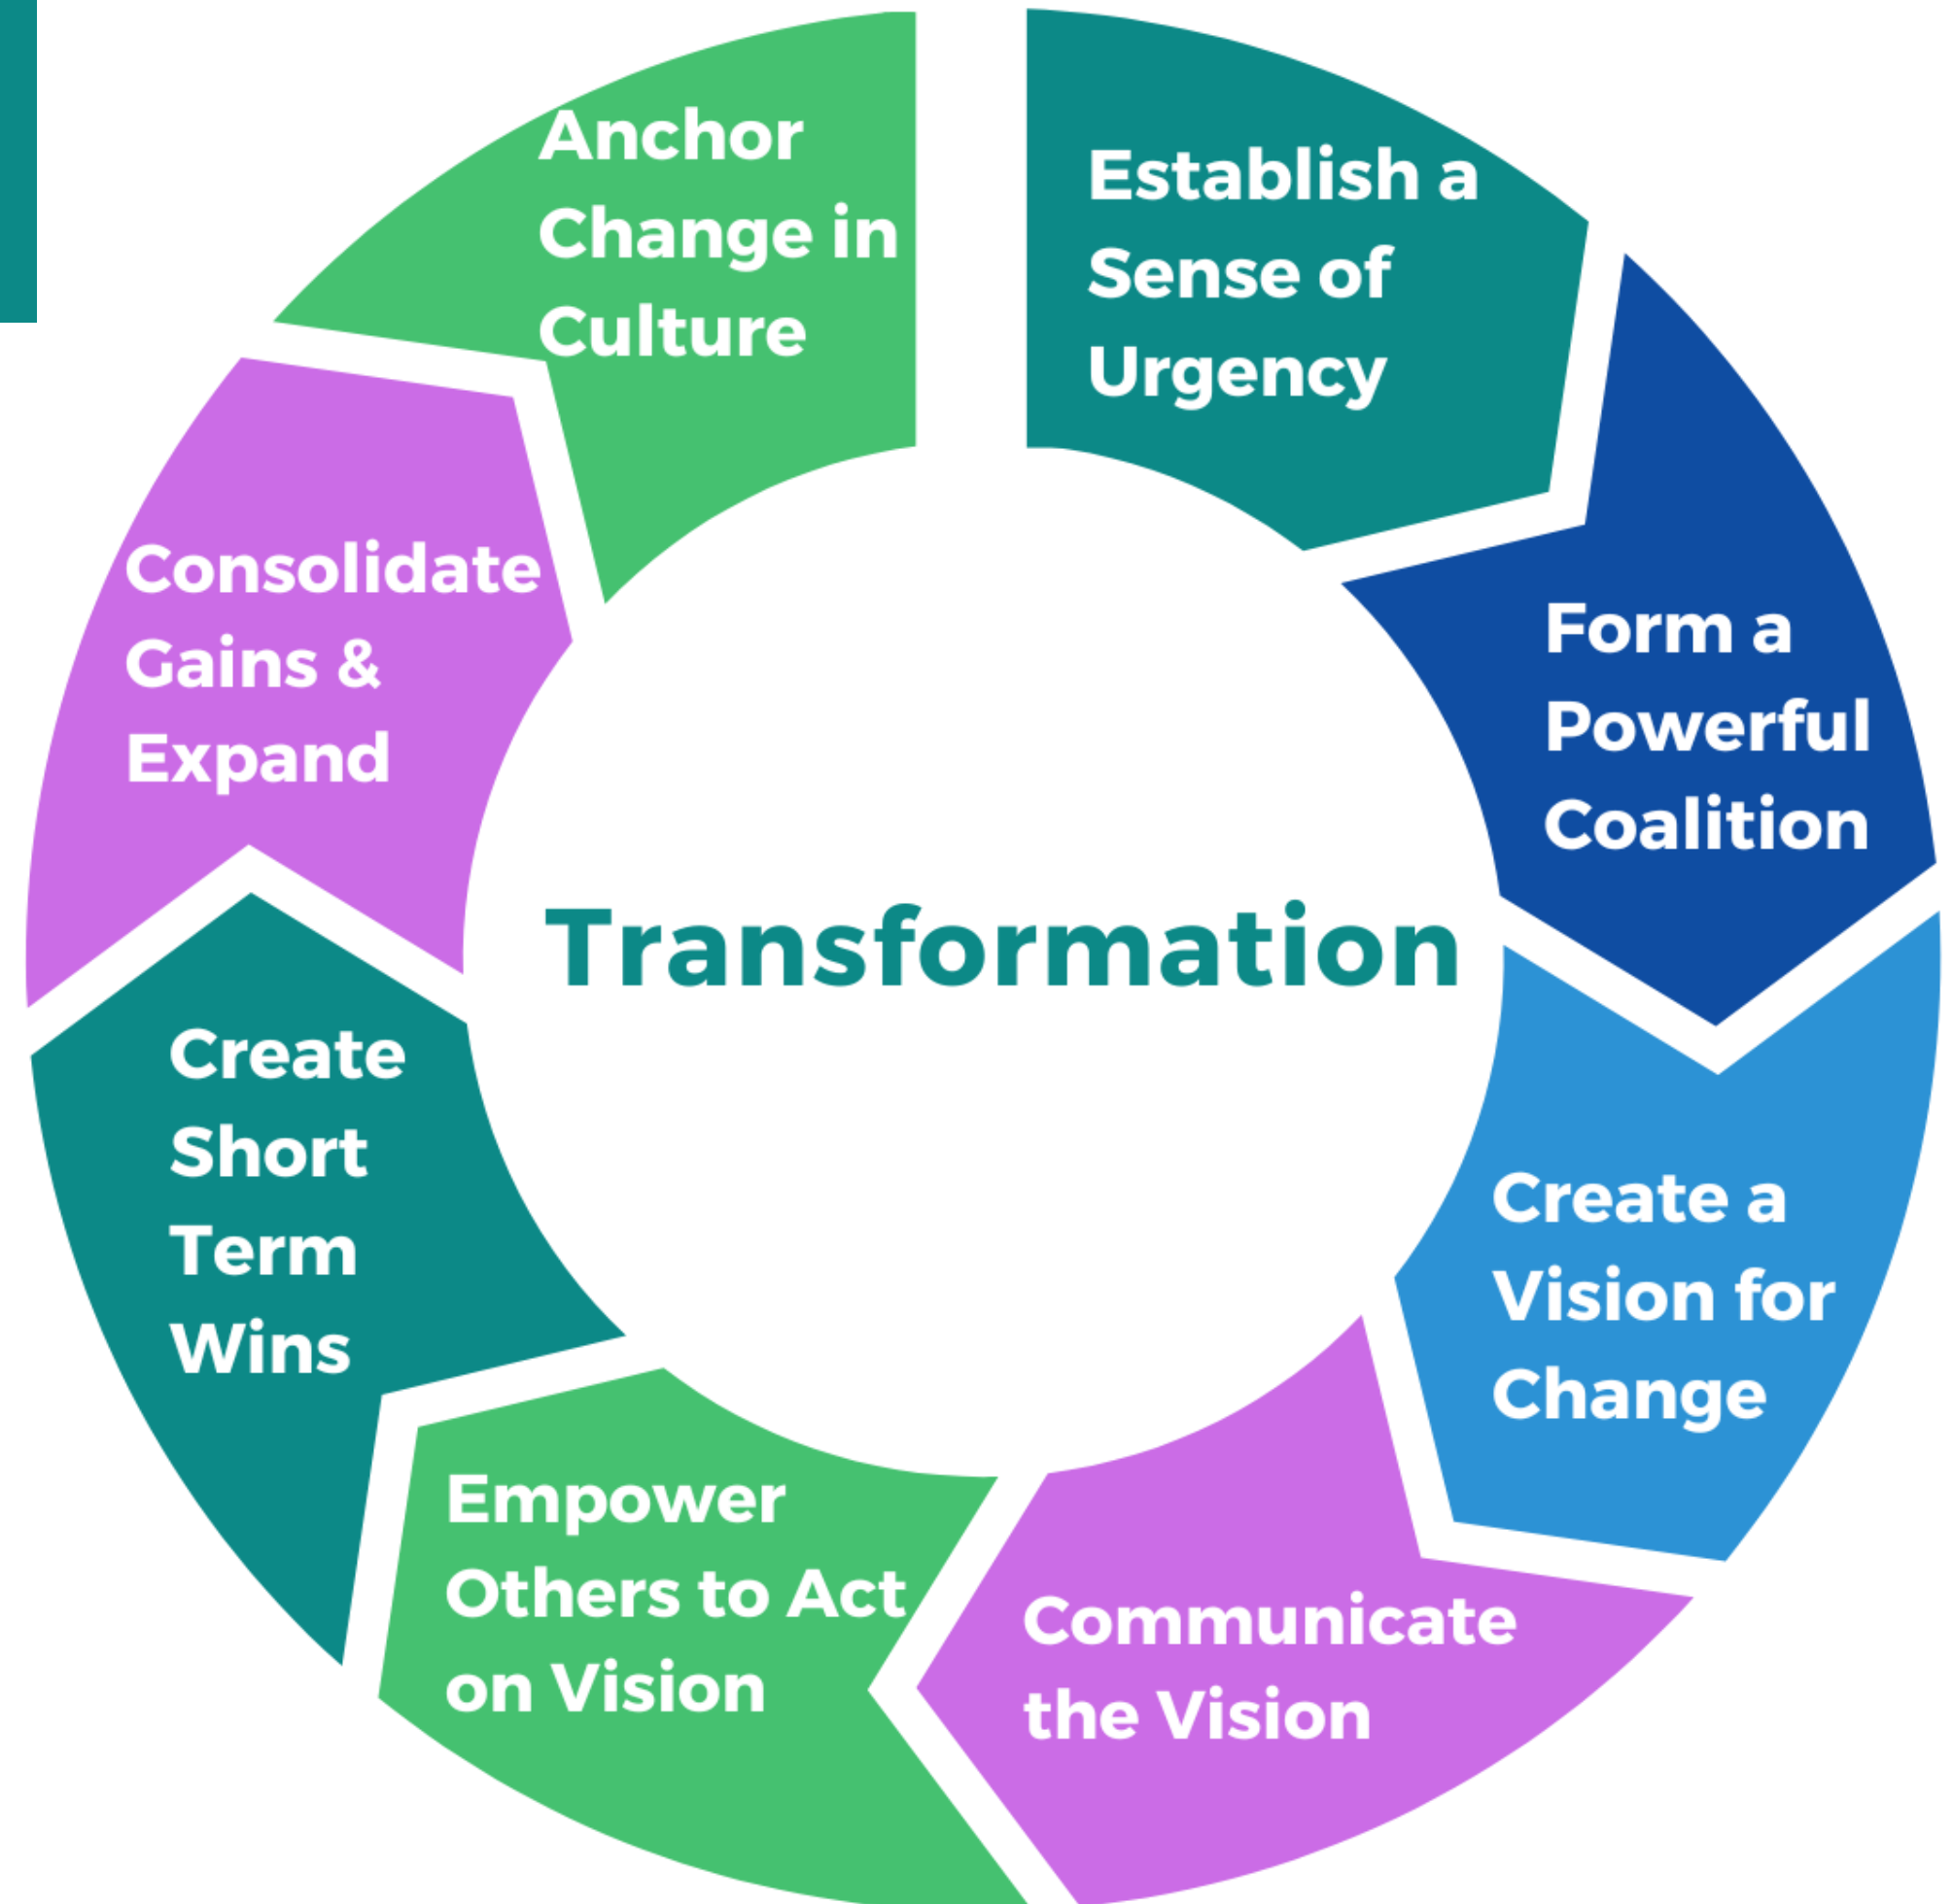 Establish a
Sense of
Urgency
Form a
Powerful
Coalition
Create a
Vision for
Change
Communicate
the Vision
Empower
Others to Act
on Vision
Create
Short
Term
Wins
Consolidate
Gains &
Expand
Anchor
Change in
Culture
Transformation